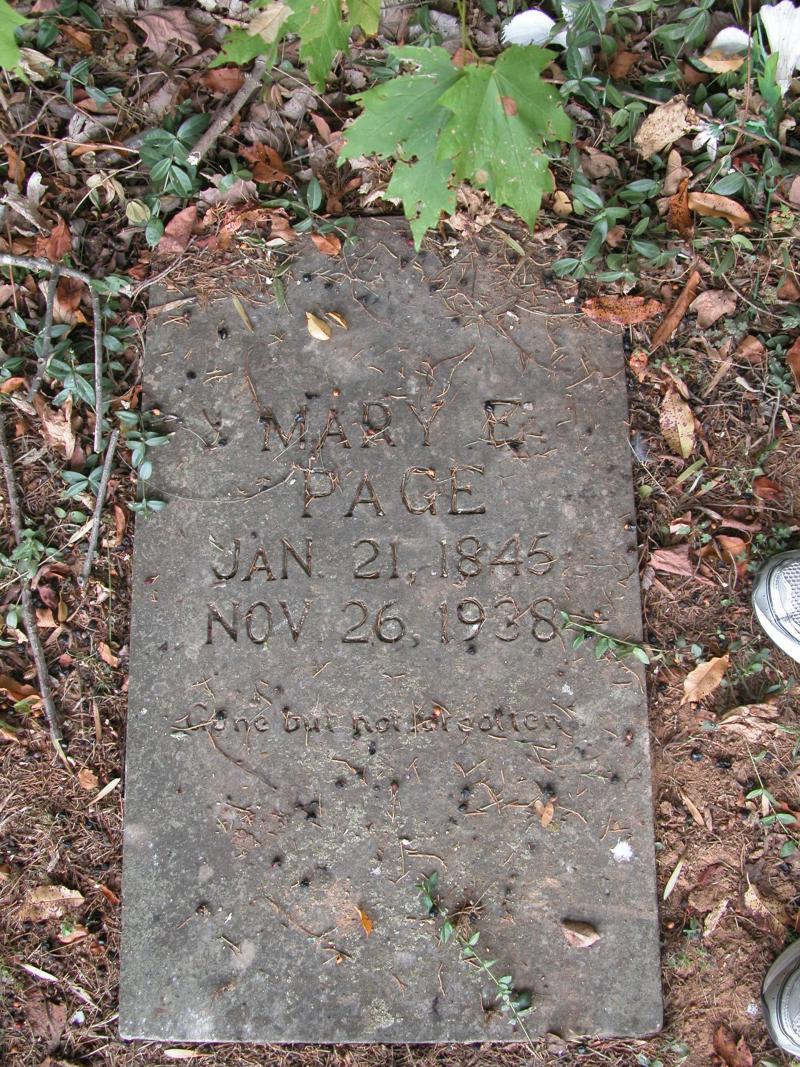 MARY E.
PAGE
JAN 21, 1845
NOV 26, 1938
Gone but not forgotten